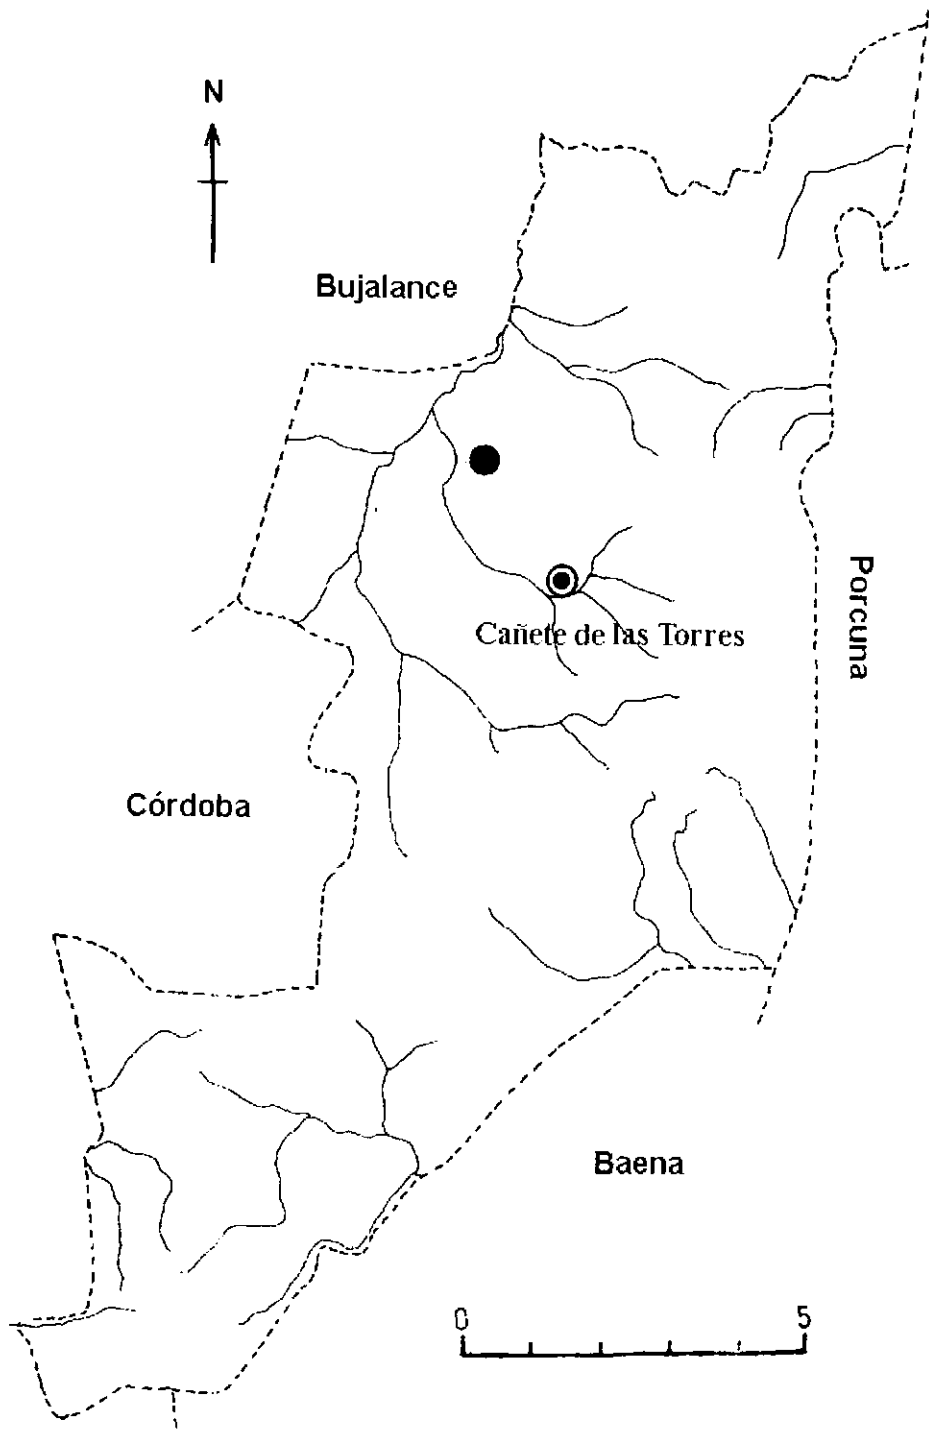 N
Bujalance
Porcuna
Cañete de las Torres
Córdoba
Baena
0 5